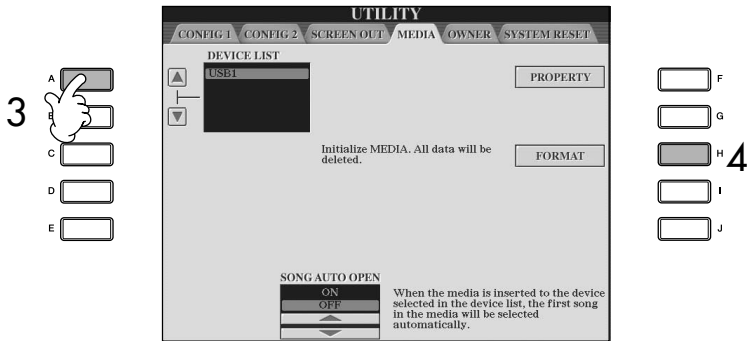 UTILITY
CONFIG 1 CONFIG 2 SCREEN OUT MEDIA OWNER SYSTEM RESET
DEVICE LIST
USB1
PROPERTY
Initialize MEDIA. All data will be
deleted.
FORMAT
SONG AUTO OPEN
ON
OFF
When the media is inserted to the device
selected in the device list, the first song
in the media will be selected
automatically.
3
A
B
C
D
E
F
G
H
4
I
J